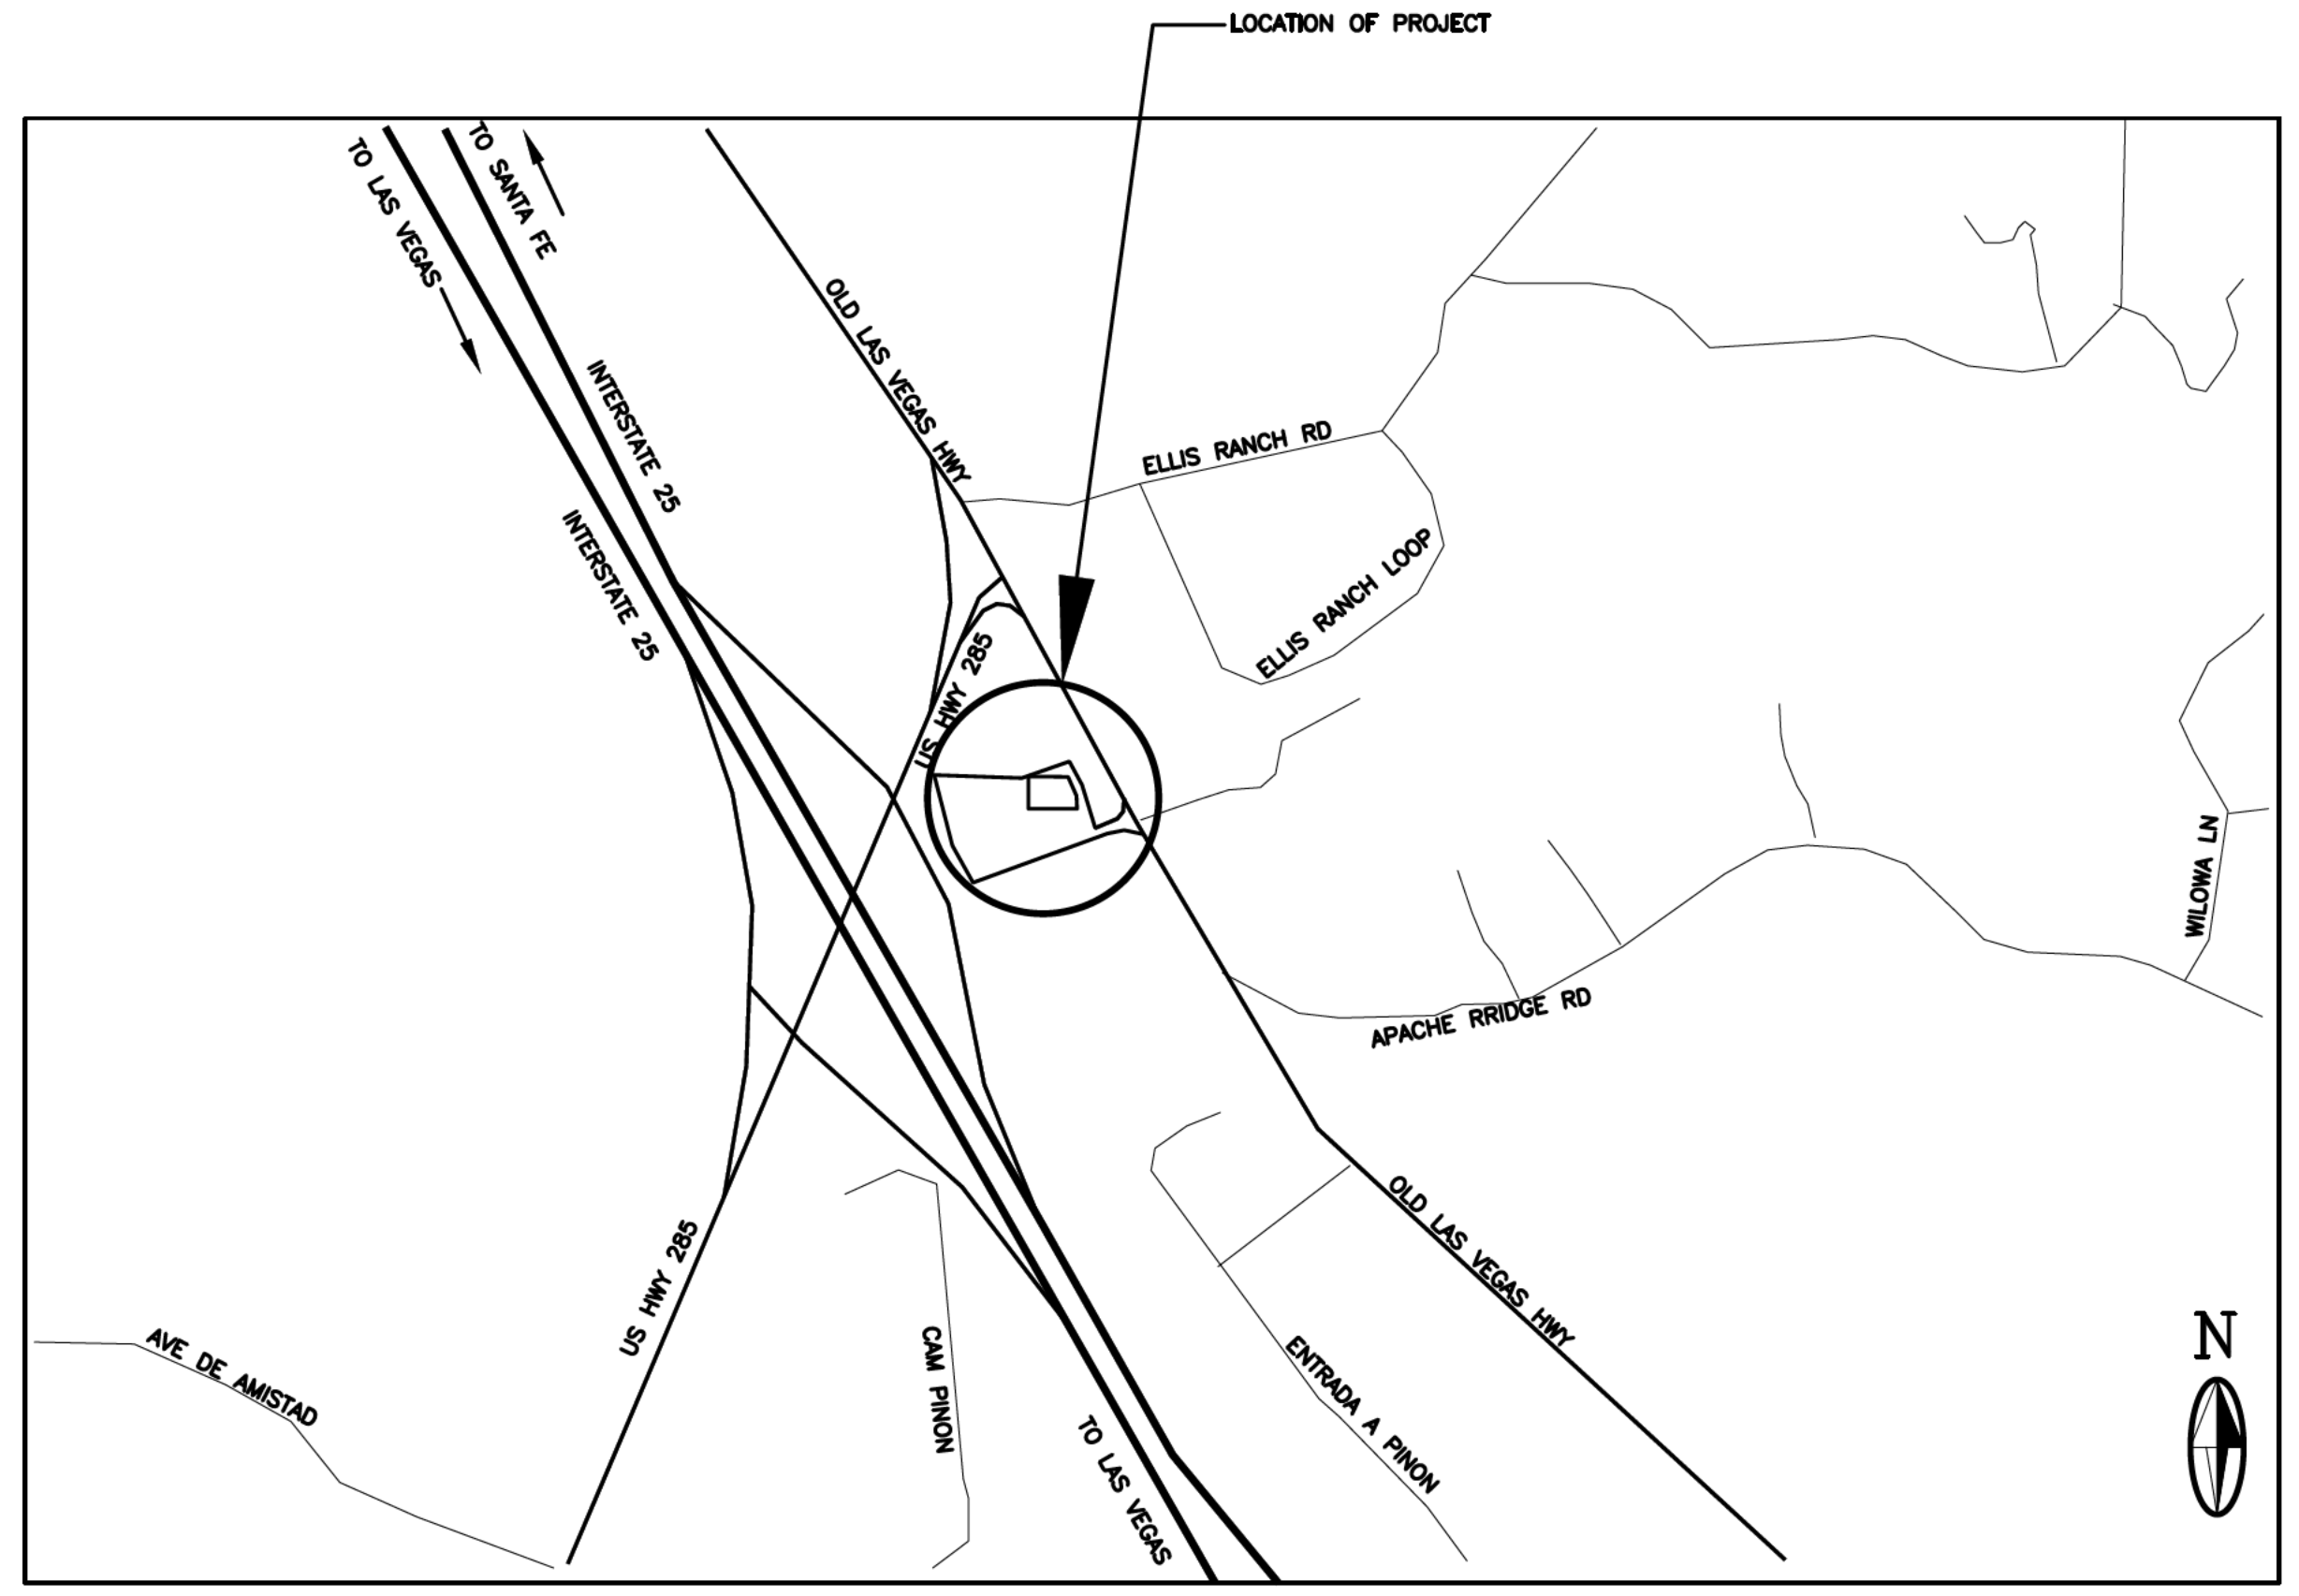 LOCATION OF PROJECT
TO LAS VEGAS
TO SANTA FE
OLD LAS VEGAS HWY
INTERSTATE 25
INTERSTATE 25
ELLIS RANCH RD
ELLIS RANCH LOOP
US HWY 285
WILOWA LN
APACHE RRIDGE RD
US HWY 285
OLD LAS VEGAS HWY
AVE DE AMISTAD
CAM PINON
ENTRADA A PINON
TO LAS VEGAS
N